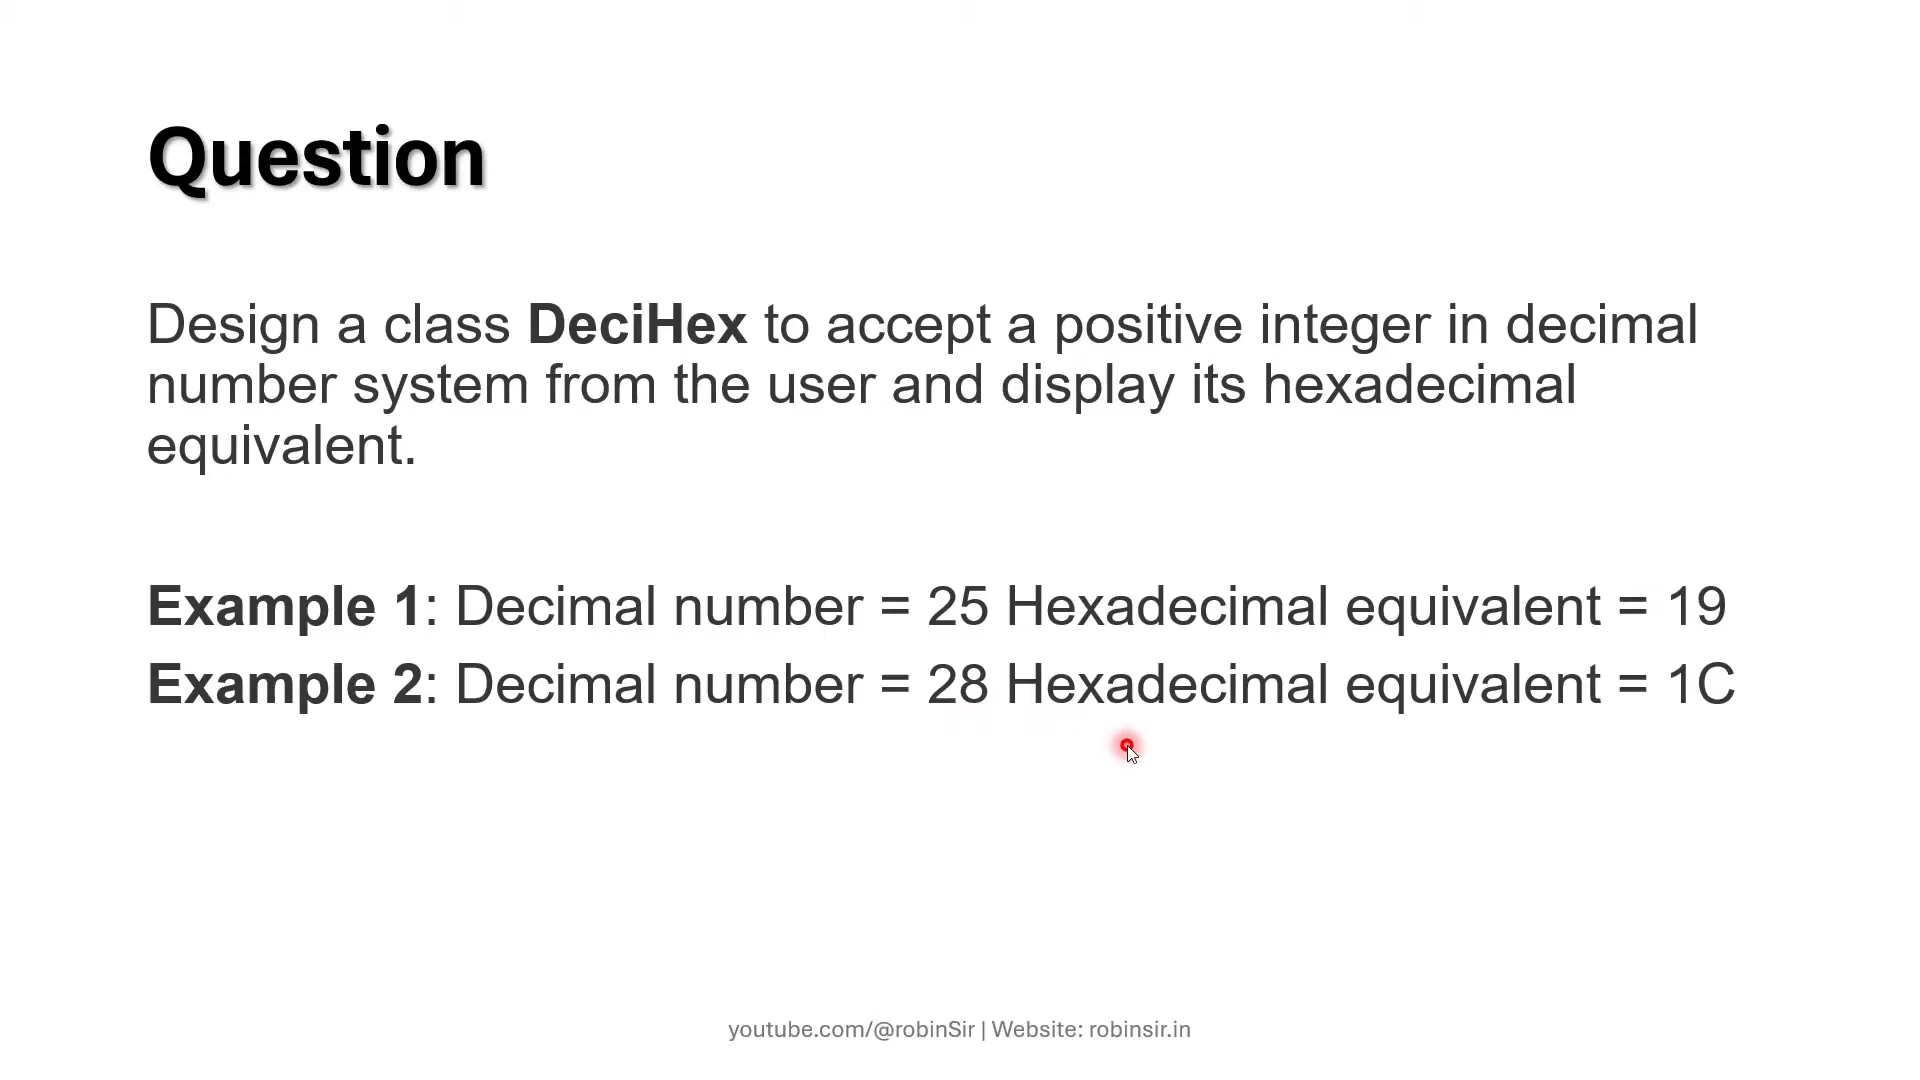 Question
Design a class DeciHex to accept a positive integer in decimal
number system from the user and display its hexadecimal
equivalent.
Example 1: Decimal number = 25 Hexadecimal equivalent = 19
Example 2: Decimal number = 28 Hexadecimal equivalent = 1C
youtube.com/@robinSir | Website: robinsir.in